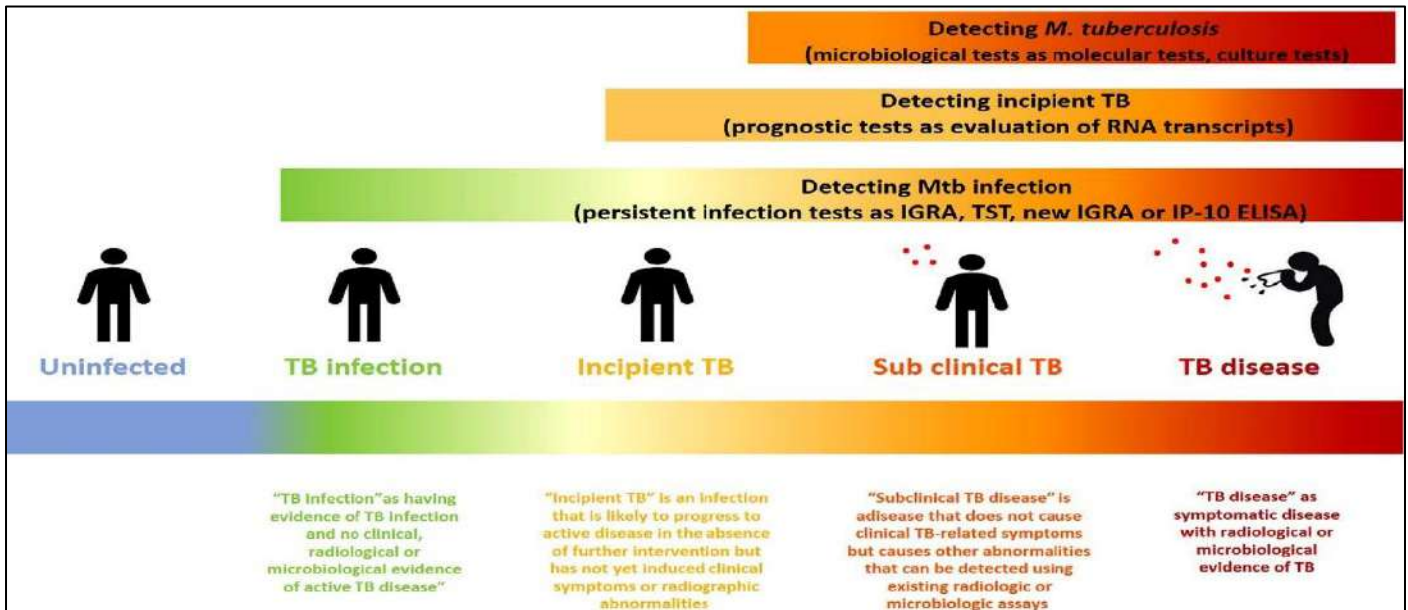 Detecting M. tuberculosis
(microbiological tests as molecular tests, culture tests)
Detecting incipient TB
(prognostic tests as evaluation of RNA transcripts)
Detecting Mtb infection
(persistent infection tests as IGRA, TST, new IGRA or IP-10 ELISA)
Uninfected
TB infection
Incipient TB
Sub clinical TB
TB disease
"TB Infection"as having
evidence of TB Infection
and no clinical,
radiological or
microbiological evidence
of active TB disease"
"Incipient TB" is an infection
that is likely to progress to
active disease in the absence
of further intervention but
has not yet induced clinical
symptoms or radiographic
abnormalities
"Subclinical TB disease" is
adisease that does not cause
clinical TB-related symptoms
but causes other abnormalities
that can be detected using
existing radiologic or
microbiologic assays
"TB disease" as
symptomatic disease
with radiological or
microbiological
evidence of TB